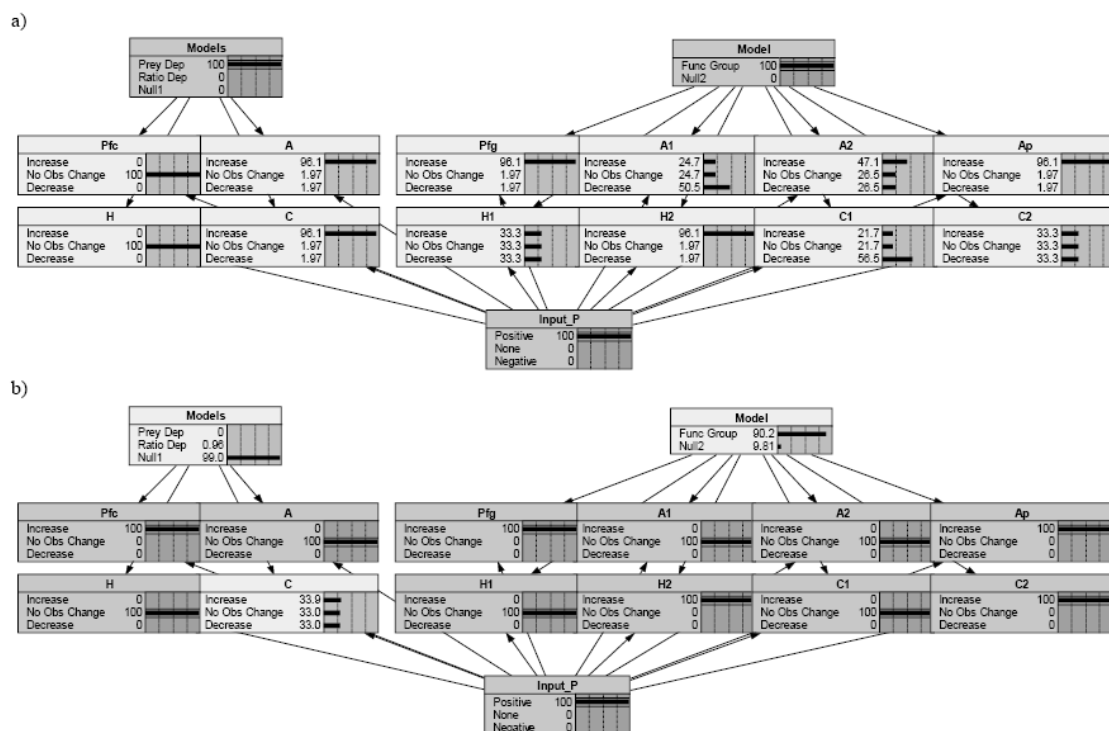 a)
Models
Prey Dep 100
Ratio Dep 0
Null1 0
Model
Func Group 100
Null2 0
Pfc
Increase 0
No Obs Change 100
Decrease 0
A
Increase 96.1
No Obs Change 1.97
Decrease 1.97
Pfg
Increase 96.1
No Obs Change 1.97
Decrease 1.97
A1
Increase 24.7
No Obs Change 24.7
Decrease 50.5
A2
Increase 47.1
No Obs Change 26.5
Decrease 26.5
Ap
Increase 96.1
No Obs Change 1.97
Decrease 1.97
H
Increase 0
No Obs Change 100
Decrease 0
C
Increase 96.1
No Obs Change 1.97
Decrease 1.97
H1
Increase 33.3
No Obs Change 33.3
Decrease 33.3
H2
Increase 96.1
No Obs Change 1.97
Decrease 1.97
C1
Increase 21.7
No Obs Change 21.7
Decrease 56.5
C2
Increase 33.3
No Obs Change 33.3
Decrease 33.3
Input_P
Positive 100
None 0
Negative 0
b)
Models
Prey Dep 0
Ratio Dep 0.96
Null1 99.0
Model
Func Group 90.2
Null2 9.81
Pfc
Increase 100
No Obs Change 0
Decrease 0
A
Increase 0
No Obs Change 100
Decrease 0
Pfg
Increase 100
No Obs Change 0
Decrease 0
A1
Increase 0
No Obs Change 100
Decrease 0
A2
Increase 0
No Obs Change 100
Decrease 0
Ap
Increase 100
No Obs Change 0
Decrease 0
H
Increase 0
No Obs Change 100
Decrease 0
C
Increase 33.9
No Obs Change 33.0
Decrease 33.0
H1
Increase 0
No Obs Change 100
Decrease 0
H2
Increase 100
No Obs Change 0
Decrease 0
C1
Increase 0
No Obs Change 100
Decrease 0
C2
Increase 100
No Obs Change 0
Decrease 0
Input_P
Positive 100
None 0
Negative 0